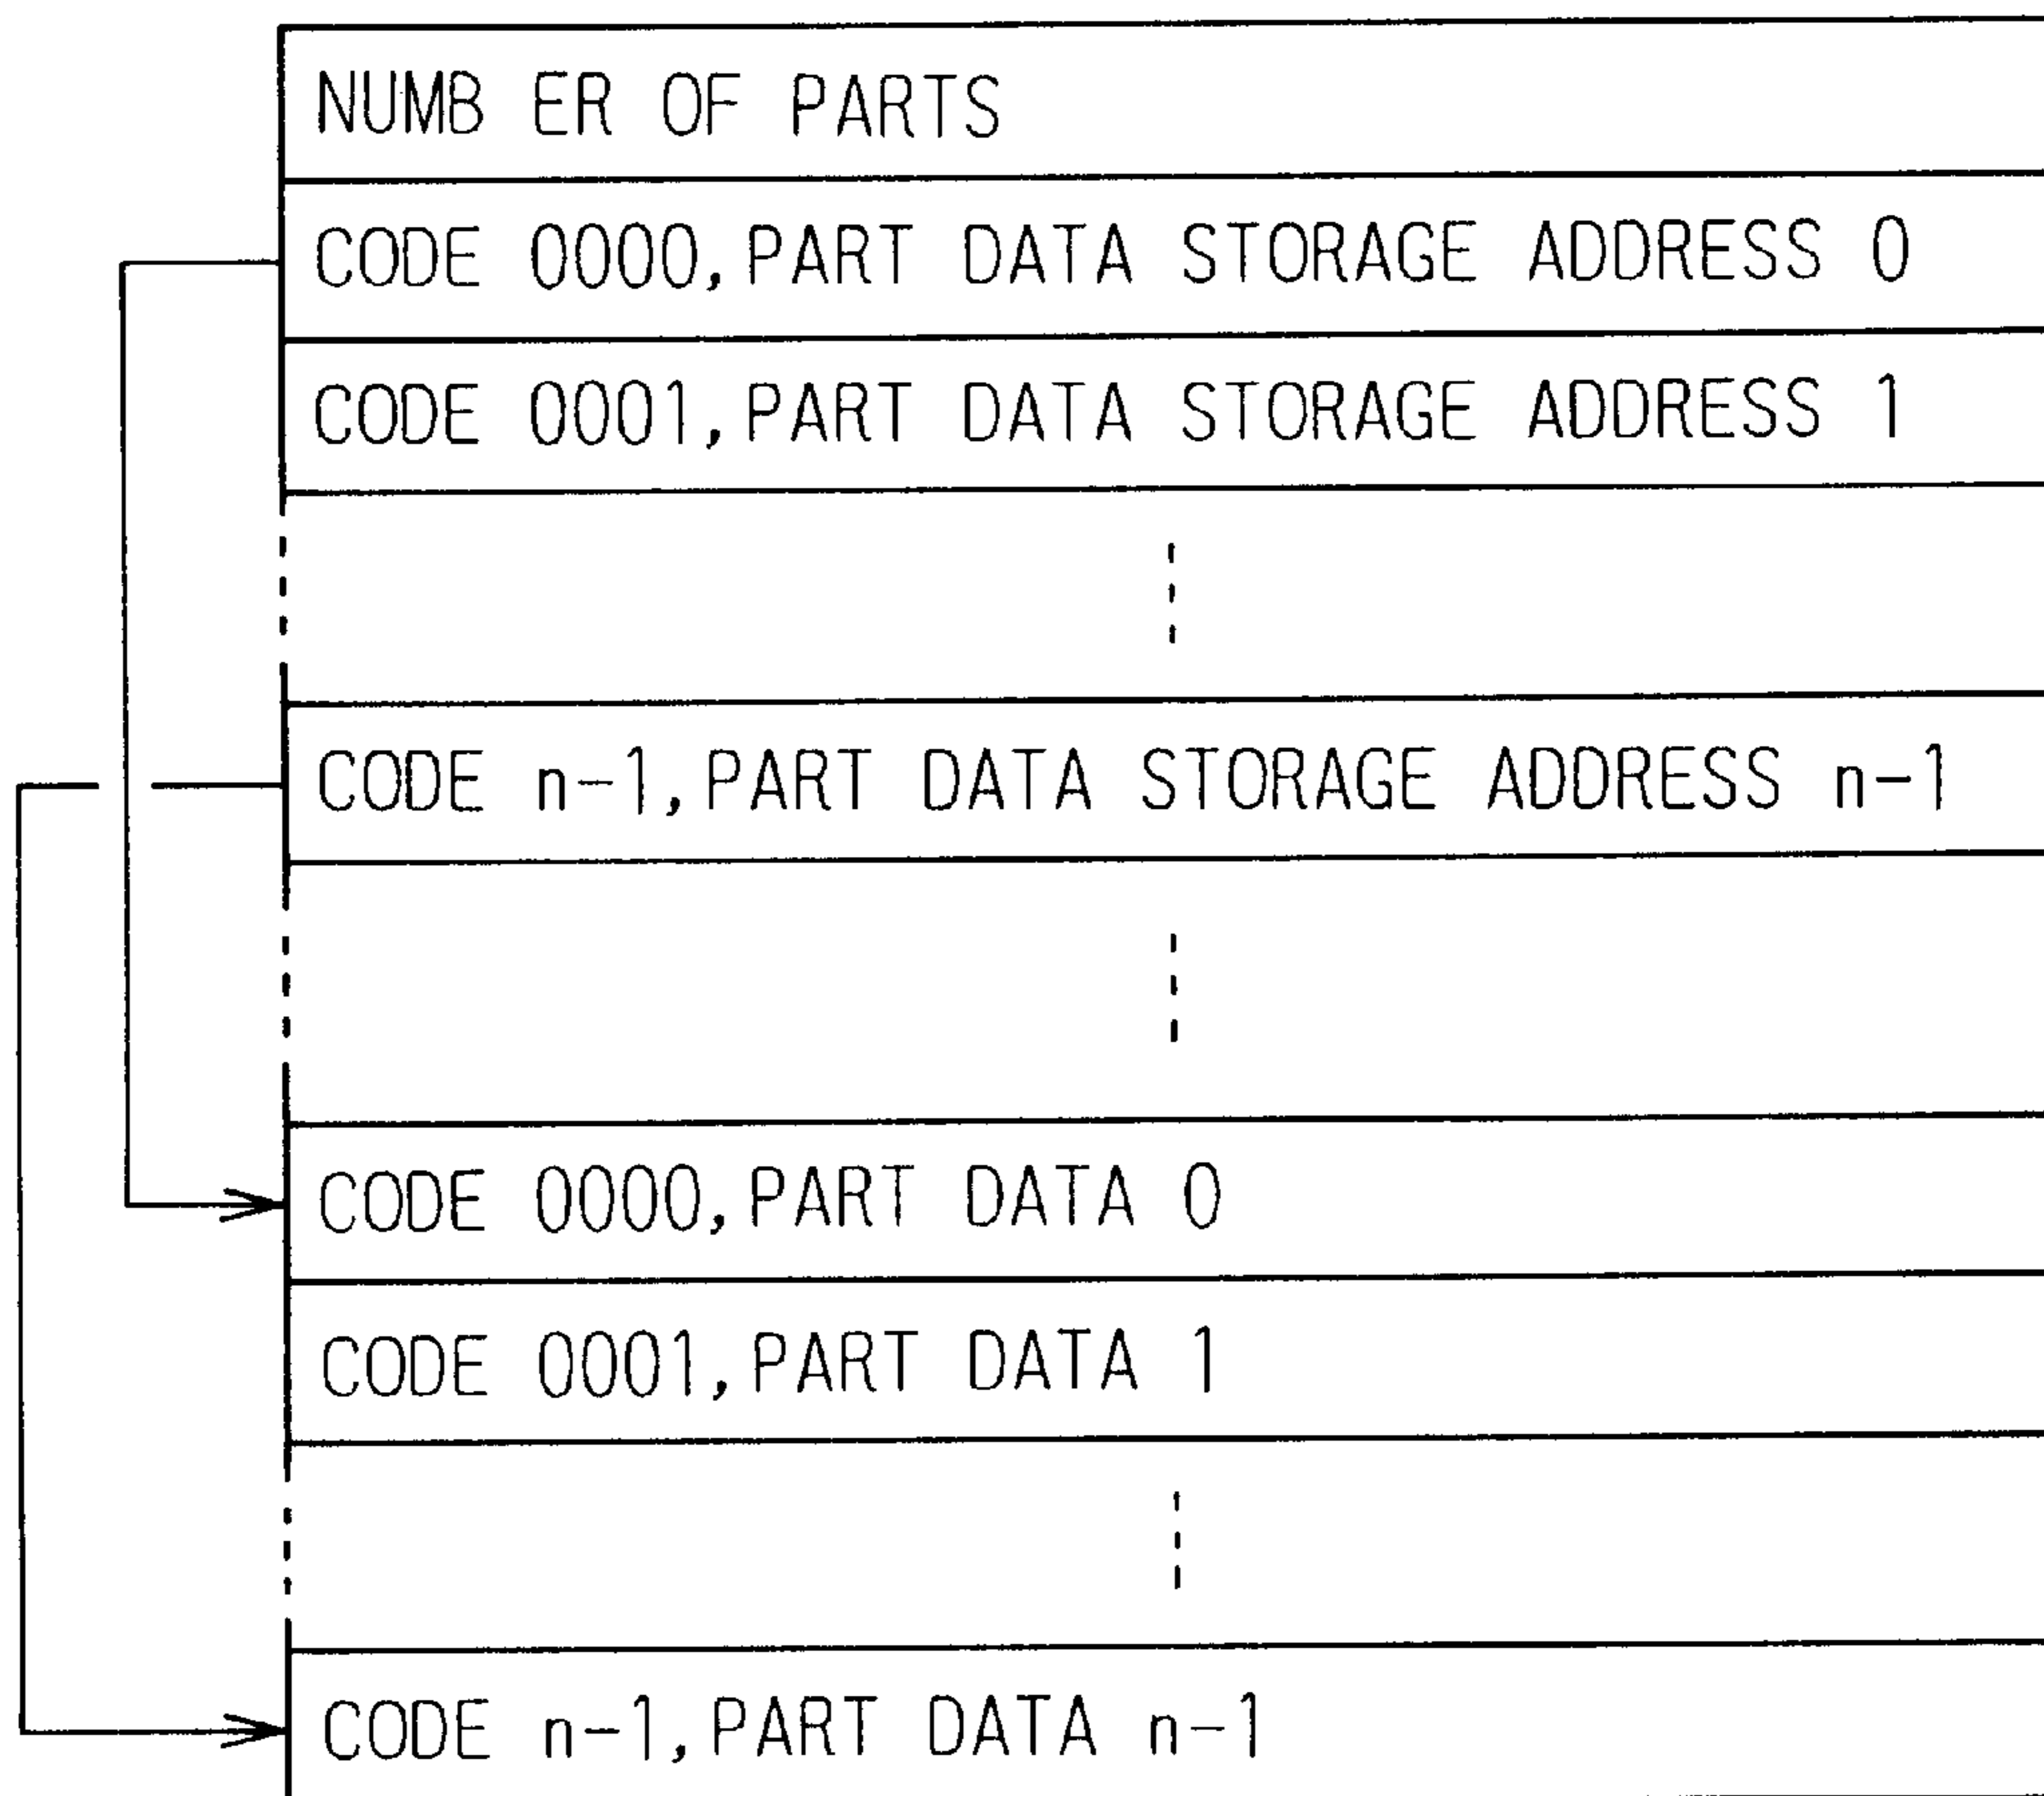 NUMB ER OF PARTS
CODE 0000,PART DATA STORAGE ADDRESS 0
CODE 0001,PART DATA STORAGE ADDRESS 1
CODE n-1,PART DATA STORAGE ADDRESS n-1
CODE 0000,PART DATA 0
CODE 0001,PART DATA 1
CODE n-1,PART DATA n-1